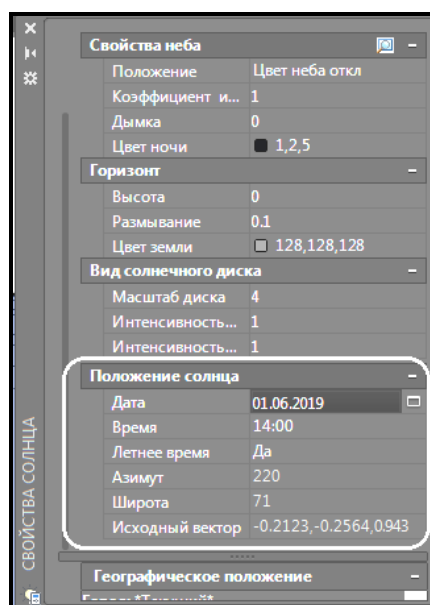 Свойства неба
Положение Цвет неба откл
Коэффициент и... 1
Дымка 0
Цвет ночи 1,2,5
Горизонт
Высота 0
Размывание 0.1
Цвет земли 128,128,128
Вид солнечного диска
Масштаб диска 4
Интенсивность... 1
Интенсивность... 1
Положение солнца
Дата 01.06.2019
Время 14:00
Летнее время Да
Азимут 220
Широта 71
Исходный вектор -0.2123,-0.2564,0.943
Географическое положение
СВОЙСТВА СОЛНЦА